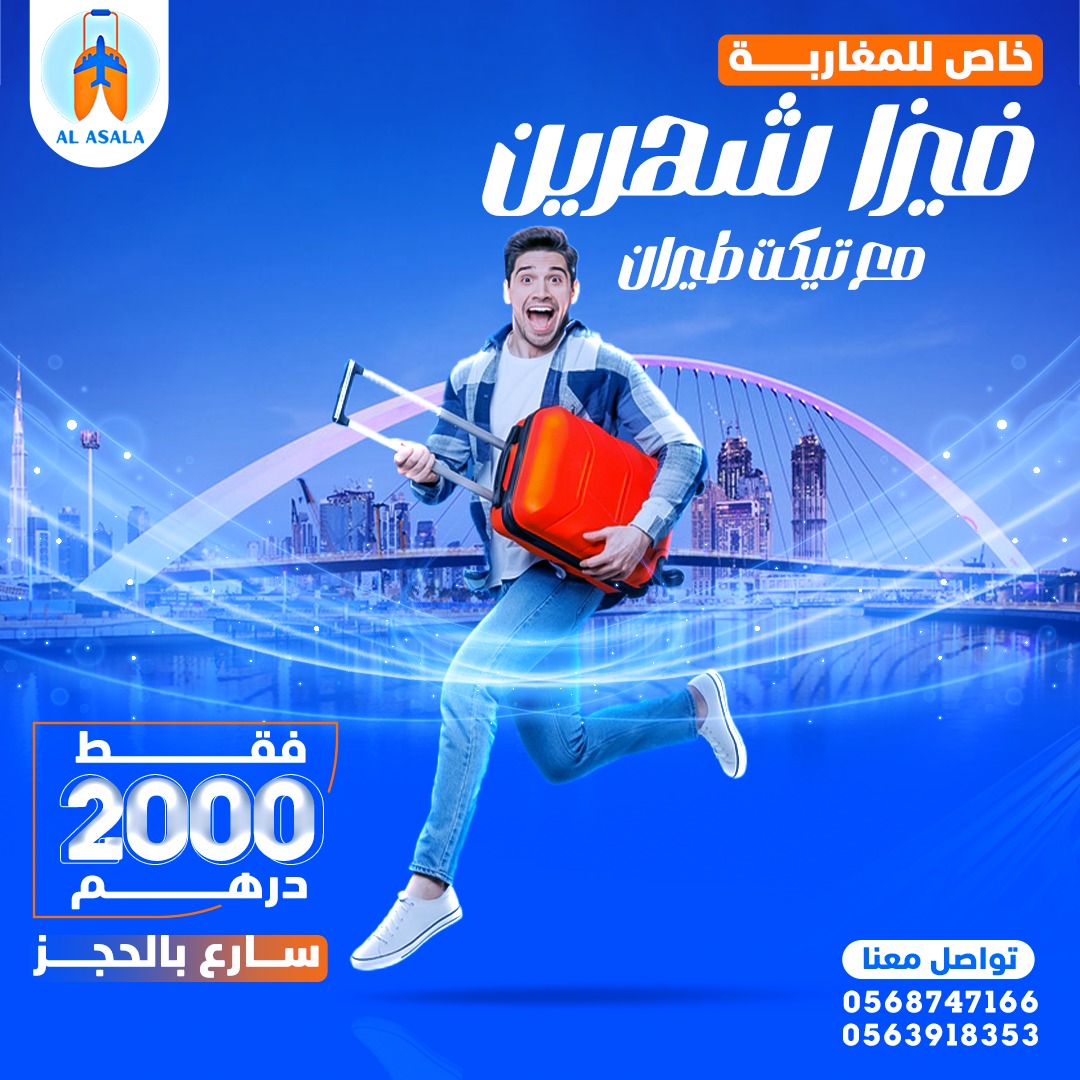 AL ASALA
خاص للمغاربة
فيزا شهرين
مع تيكت طيران
فقط
2000
درهم
سارع بالحجز
تواصل معنا
0568747166
0563918353